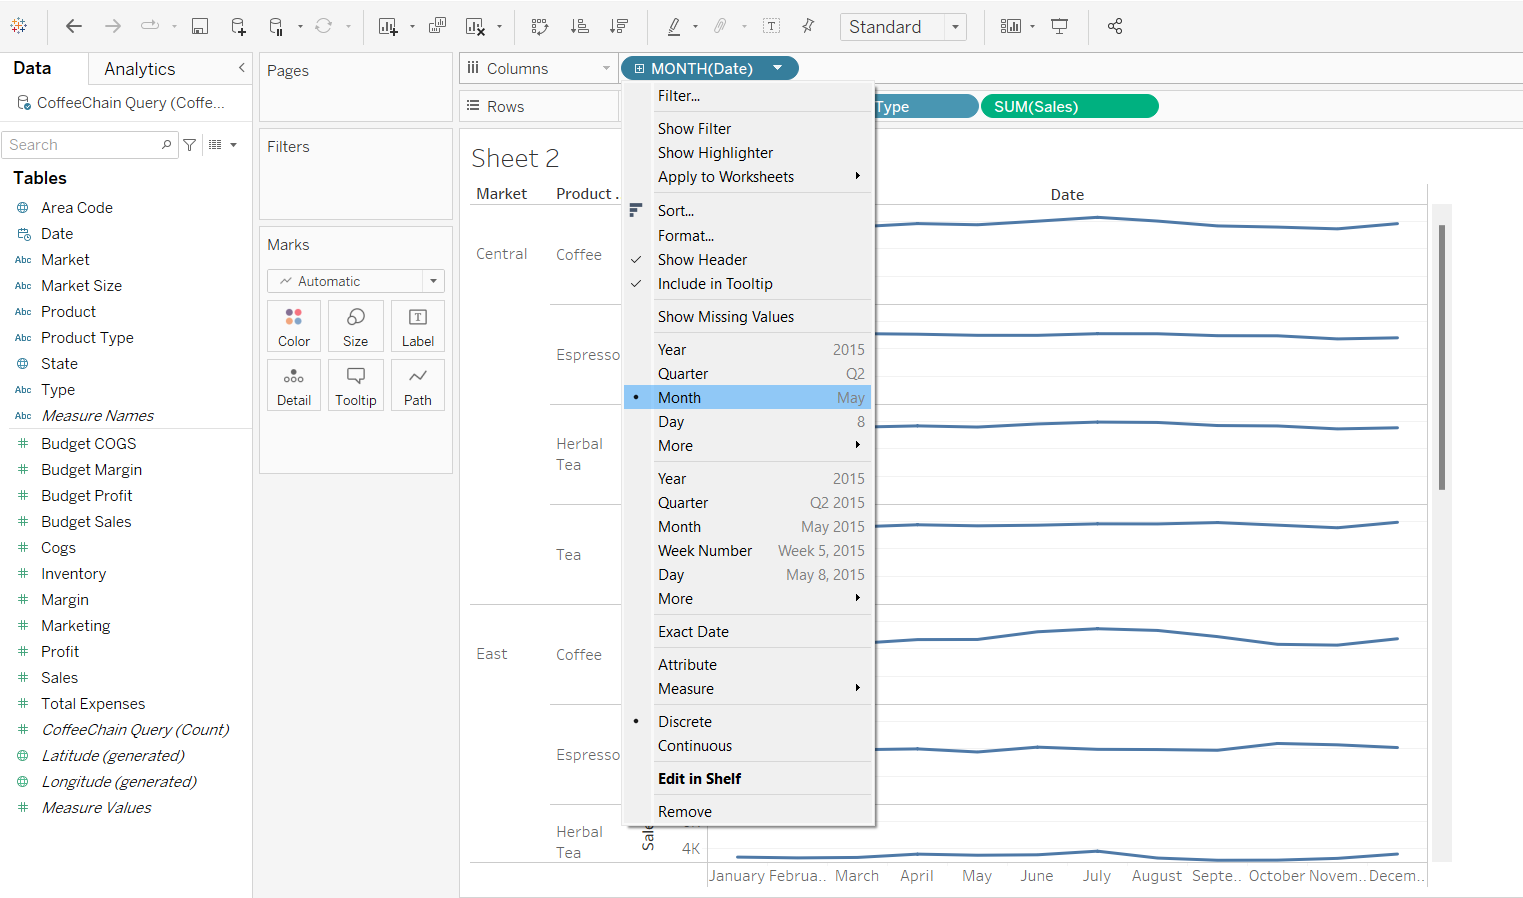 Standard
Data
Analytics
CoffeeChain Query (Coffe...
Search
Tables
Area Code
Date
Abc Market
Abc Market Size
Abc Product
Abc Product Type
State
Abc Type
Abc Measure Names
Budget COGS
Budget Margin
Budget Profit
Budget Sales
Cogs
Inventory
Margin
Marketing
Profit
Sales
Total Expenses
CoffeeChain Query (Count)
Latitude (generated)
Longitude (generated)
Measure Values
Pages
Filters
Marks
Automatic
Color Size Label
Detail Tooltip Path
Columns MONTH(Date)
Rows Type SUM(Sales)
Sheet 2
Market Product . Date
Central Coffee
Espresso
Herbal
Tea
Tea
East Coffee
Espresso
Herbal
Tea
Filter...
Show Filter
Show Highlighter
Apply to Worksheets
Sort...
Format...
Show Header
Include in Tooltip
Show Missing Values
Year 2015
Quarter Q2
Month May
Day 8
More
Year 2015
Quarter Q2 2015
Month May 2015
Week Number Week 5, 2015
Day May 8, 2015
More
Exact Date
Attribute
Measure
Discrete
Continuous
Edit in Shelf
Remove
4K
January Februa.. March April May June July August Septe.. October Novem.. Decem..